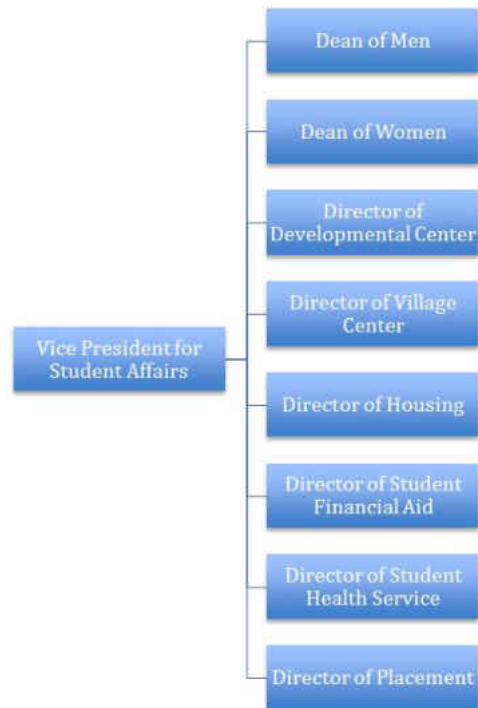 Dean of Men
Dean of Women
Director of
Developmental Center
Director of Village
Center
Vice President for
Student Affairs
Director of Housing
Director of Student
Financial Aid
Director of Student
Health Service
Director of Placement